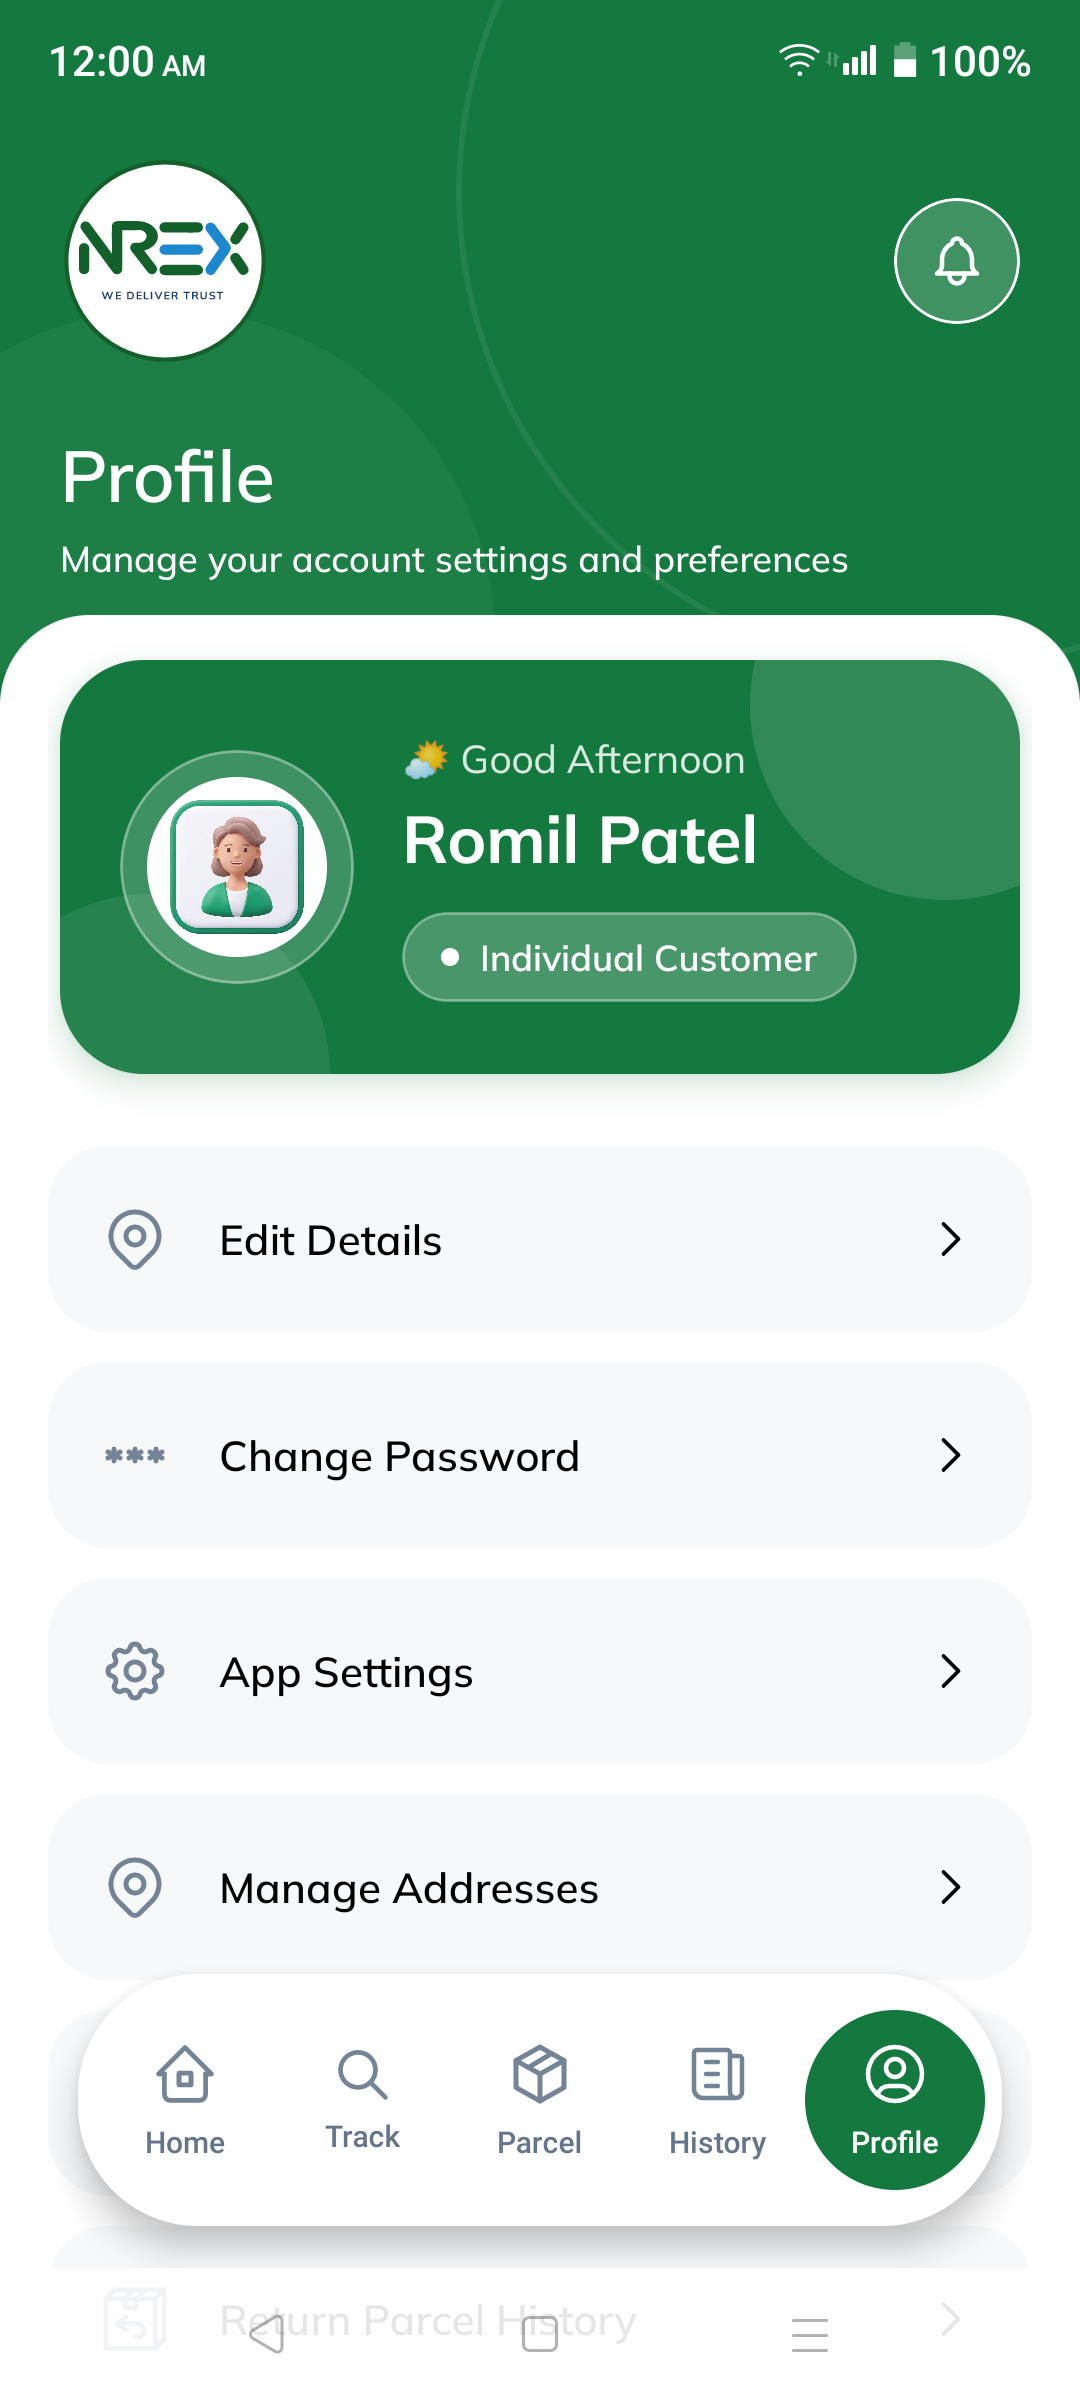 12:00 AM
100%
NREX
WE DELIVER TRUST
Profile
Manage your account settings and preferences
Good Afternoon
Romil Patel
Individual Customer
Edit Details
***
Change Password
App Settings
Manage Addresses
Home
Track
Parcel
History
Profile
Return Parcel History